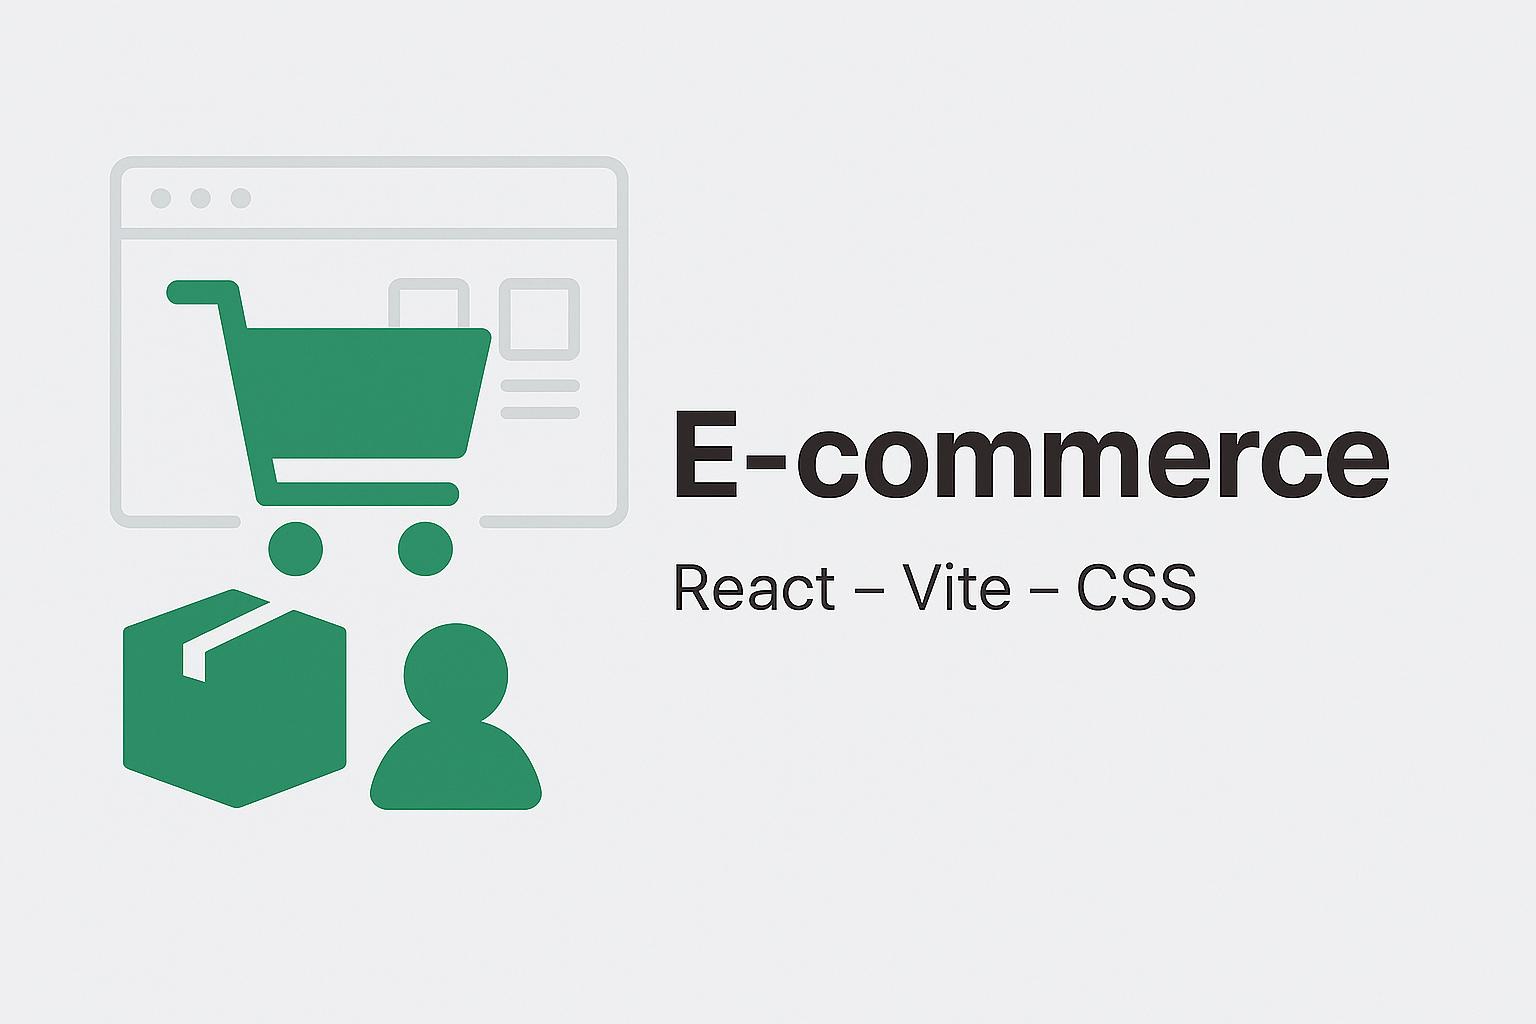 E-commerce
React – Vite – CSS